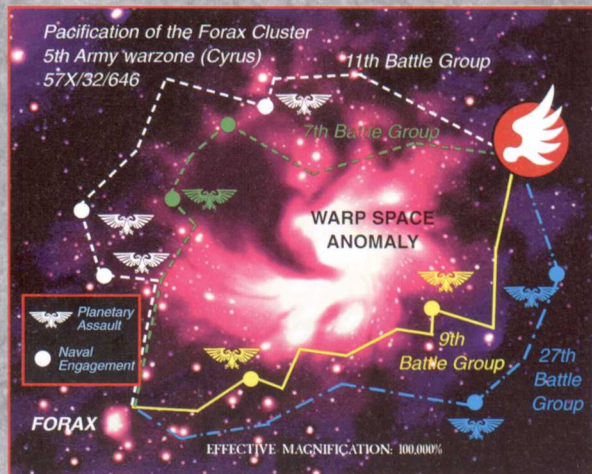 Pacification of the Forax Cluster
5th Army warzone (Cyrus)
57X/32/646
11th Battle Group
7th Battle Group
WARP SPACE
ANOMALY
Planetary
Assault
Naval
Engagement
9th
Battle Group
27th
Battle
Group
FORAX
EFFECTIVE MAGNIFICATION: 100,000%